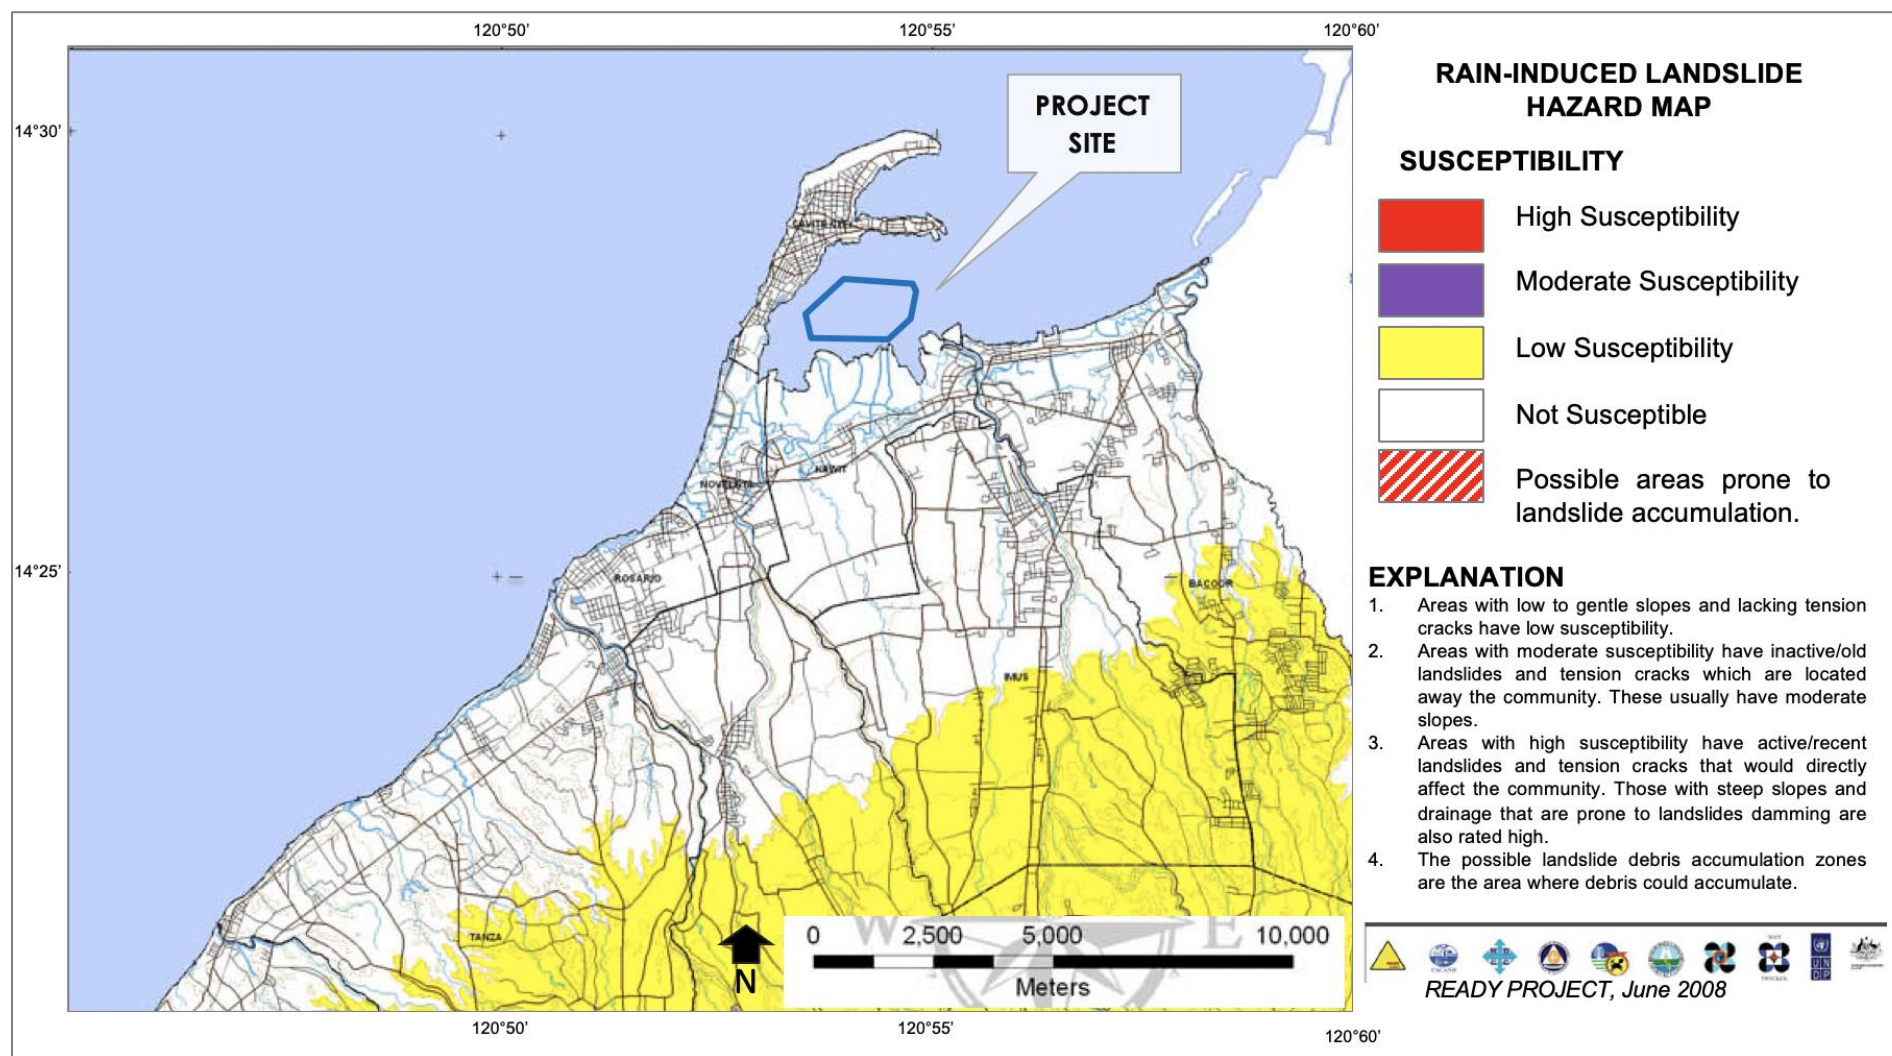 120°50'
120°55'
120°60'
14°30'
14°25'
PROJECT
SITE
CAVITE CITY
KAWIT
NOVELETA
ROSARIO
BACOOR
IMUS
TANZA
N
W
E
0 2,500 5,000 10,000
Meters
120°50'
120°55'
120°60'
RAIN-INDUCED LANDSLIDE
HAZARD MAP
SUSCEPTIBILITY
High Susceptibility
Moderate Susceptibility
Low Susceptibility
Not Susceptible
Possible areas prone to
landslide accumulation.
EXPLANATION
1. Areas with low to gentle slopes and lacking tension
cracks have low susceptibility.
2. Areas with moderate susceptibility have inactive/old
landslides and tension cracks which are located
away the community. These usually have moderate
slopes.
3. Areas with high susceptibility have active/recent
landslides and tension cracks that would directly
affect the community. Those with steep slopes and
drainage that are prone to landslides damming are
also rated high.
4. The possible landslide debris accumulation zones
are the area where debris could accumulate.
UN
DP
READY PROJECT, June 2008